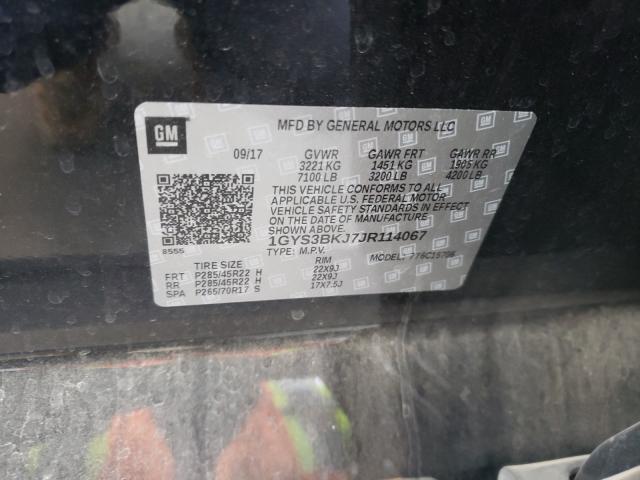 GM
MFD BY GENERAL MOTORS LLC
09/17 GVWR GAWR FRT GAWR RR
3221 KG 1451 KG 1905 KG
7100 LB 3200 LB 4200 LB
THIS VEHICLE CONFORMS TO ALL
APPLICABLE U.S. FEDERAL MOTOR
VEHICLE SAFETY STANDARDS IN
EFFECT ON THE DATE OF MANUFACTURE
SHOWN ABOVE.
1GYS3BKJ7JR114067
8555
TYPE: M.P.V. MODEL:
TIRE SIZE RIM
FRT P285/45R22 H 22X9J
RR P285/45R22 H 22X9J
SPA P265/70R17 S 17X7.5J